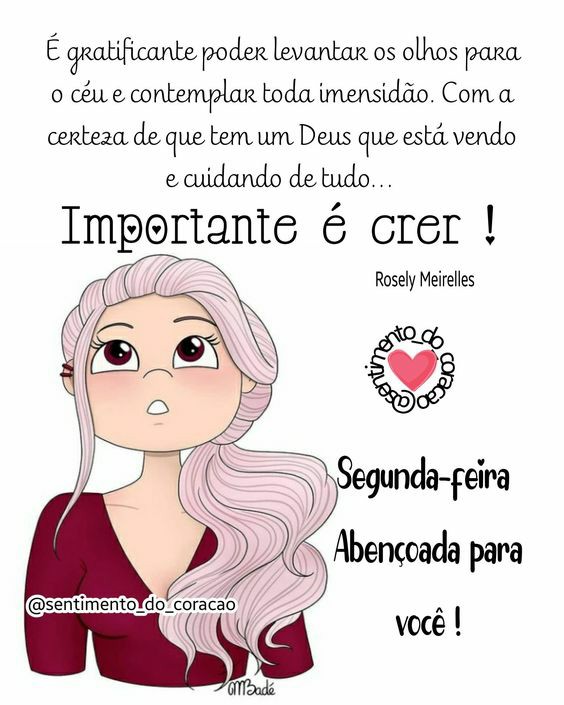 É gratificante poder levantar os olhos para
o céu e contemplar toda imensidão. Com a
certeza de que tem um Deus que está vendo
e cuidando de tudo...
Importante é crer !
Rosely Meirelles
@sentimento_do_coracao
Segunda-feira
Abençoada para
você !
@sentimento_do_coracao
GMBadé